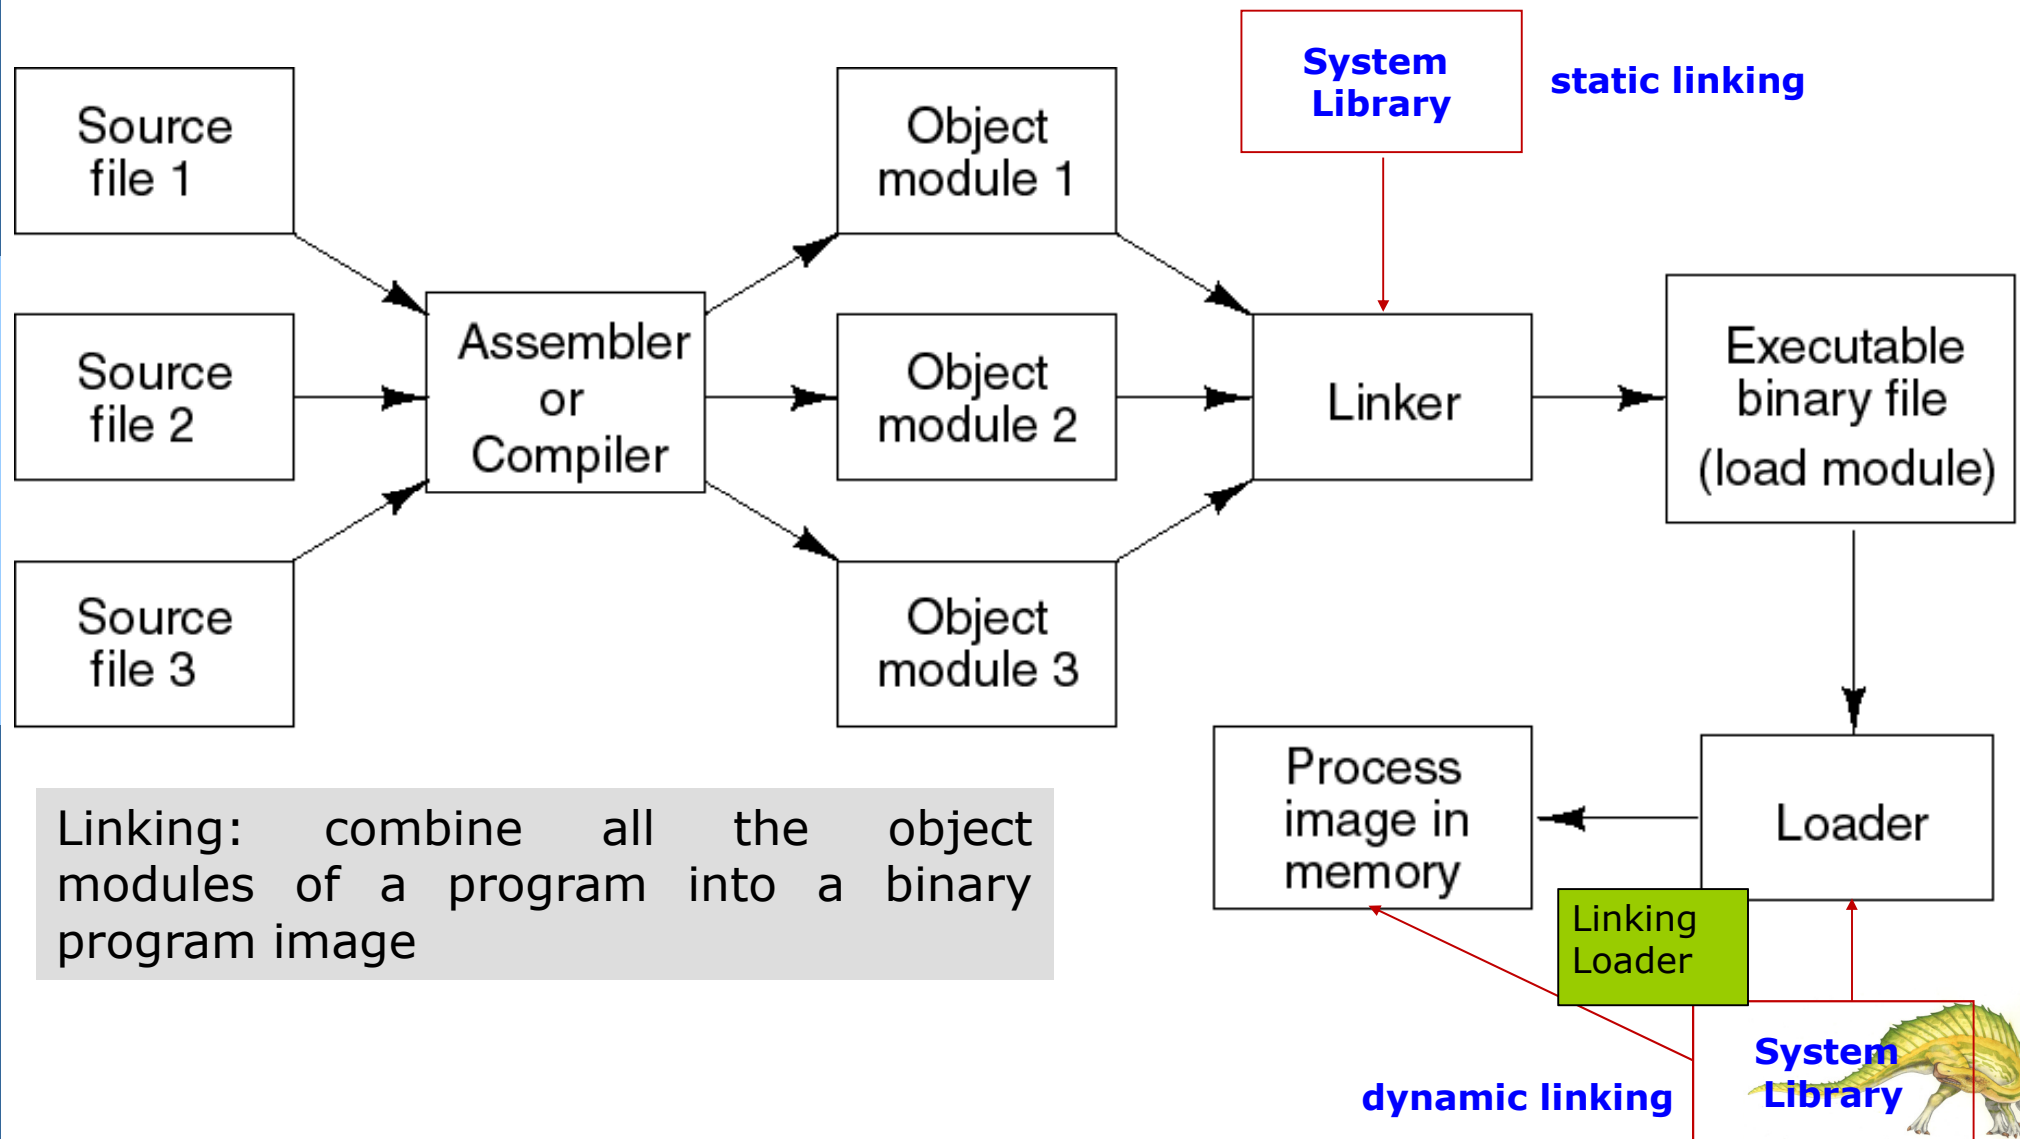 System
Library
static linking
Source
file 1
Object
module 1
Source
file 2
Assembler
or
Compiler
Object
module 2
Linker
Executable
binary file
(load module)
Source
file 3
Object
module 3
Process
image in
memory
Loader
Linking: combine all the object
modules of a program into a binary
program image
Linking
Loader
System
Library
dynamic linking